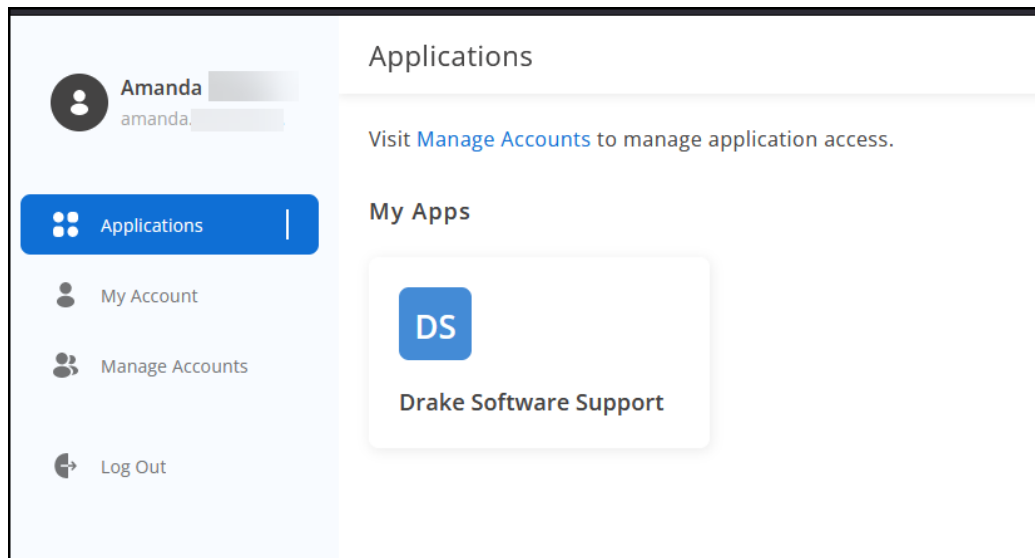 Amanda
amanda.
Applications
My Account
Manage Accounts
Log Out
Applications
Visit Manage Accounts to manage application access.
My Apps
DS
Drake Software Support